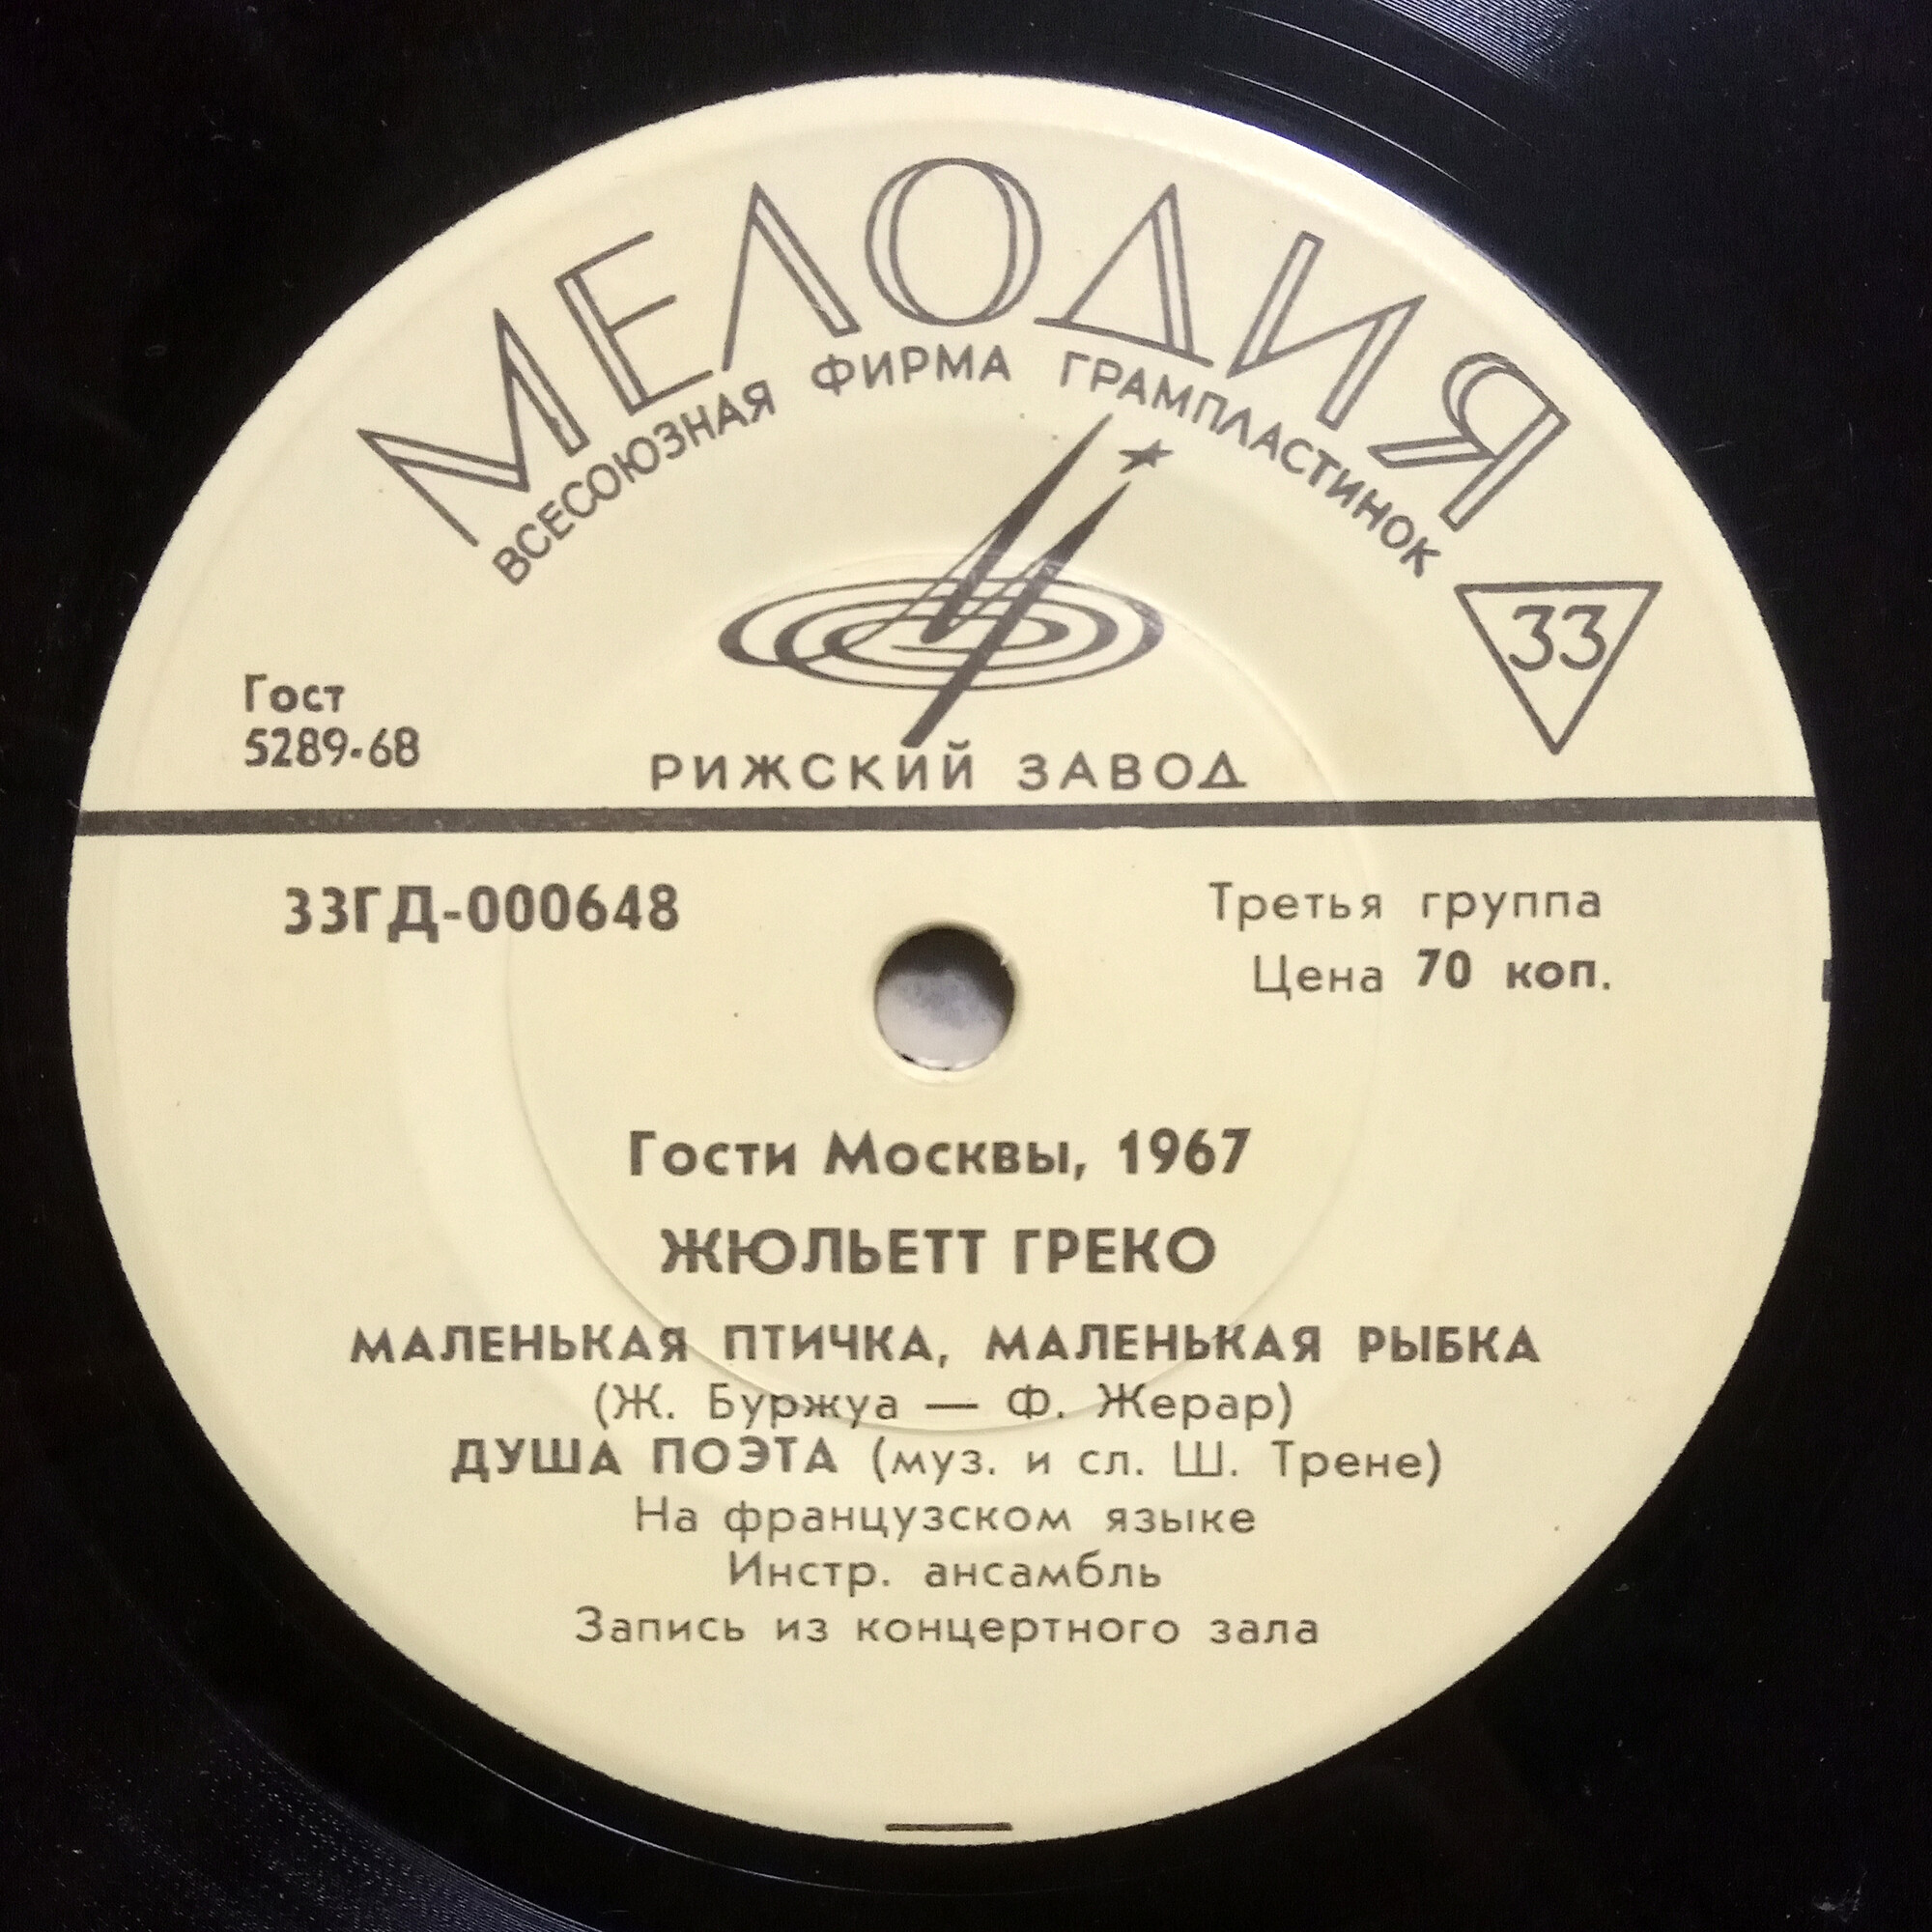 МЕЛОДИЯ
ВСЕСОЮЗНАЯ ФИРМА ГРАМПЛАСТИНОК
33
Гост
5289-68
РИЖСКИЙ ЗАВОД
33ГД-000648
Третья группа
Цена 70 коп.
Гости Москвы, 1967
ЖЮЛЬЕТТ ГРЕКО
МАЛЕНЬКАЯ ПТИЧКА, МАЛЕНЬКАЯ РЫБКА
(Ж. Буржуа — Ф. Жерар)
ДУША ПОЭТА (муз. и сл. Ш. Трене)
На французском языке
Инстр. ансамбль
Запись из концертного зала